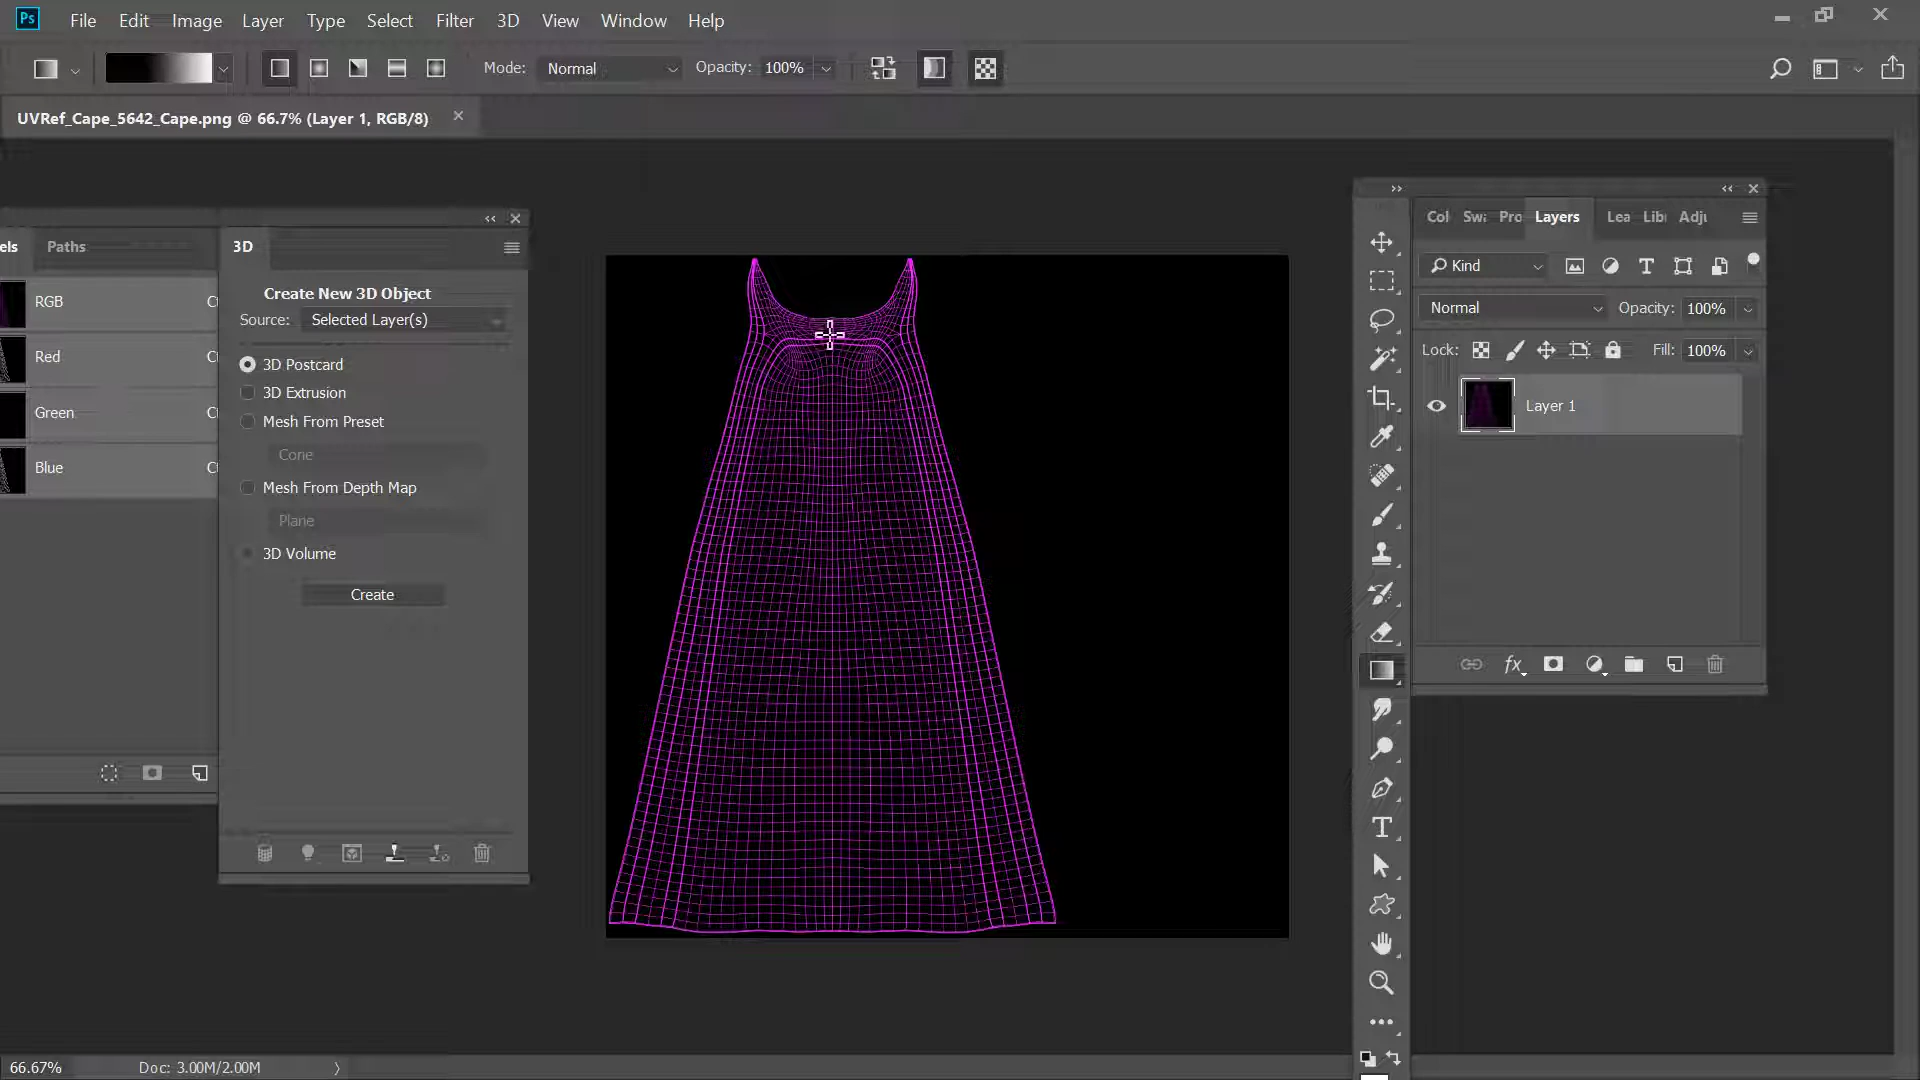 Ps File Edit Image Layer Type Select Filter 3D View Window Help
Mode: Normal Opacity: 100%
UVRef_Cape_5642_Cape.png @ 66.7% (Layer 1, RGB/8)
els Paths
RGB
Red
Green
Blue
3D
Create New 3D Object
Source: Selected Layer(s)
3D Postcard
3D Extrusion
Mesh From Preset
Cone
Mesh From Depth Map
Plane
3D Volume
Create
Col Swa Pro Layers Lea Lib Adju
Kind
Normal Opacity: 100%
Lock: Fill: 100%
Layer 1
fx
66.67% Doc: 3.00M/2.00M